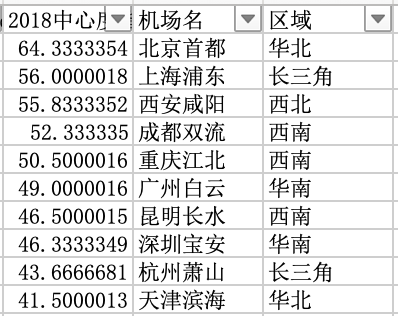 2018中心度 机场名 区域
64.3333354 北京首都 华北
56.0000018 上海浦东 长三角
55.8333352 西安咸阳 西北
52.333335 成都双流 西南
50.5000016 重庆江北 西南
49.0000016 广州白云 华南
46.5000015 昆明长水 西南
46.3333349 深圳宝安 华南
43.6666681 杭州萧山 长三角
41.5000013 天津滨海 华北